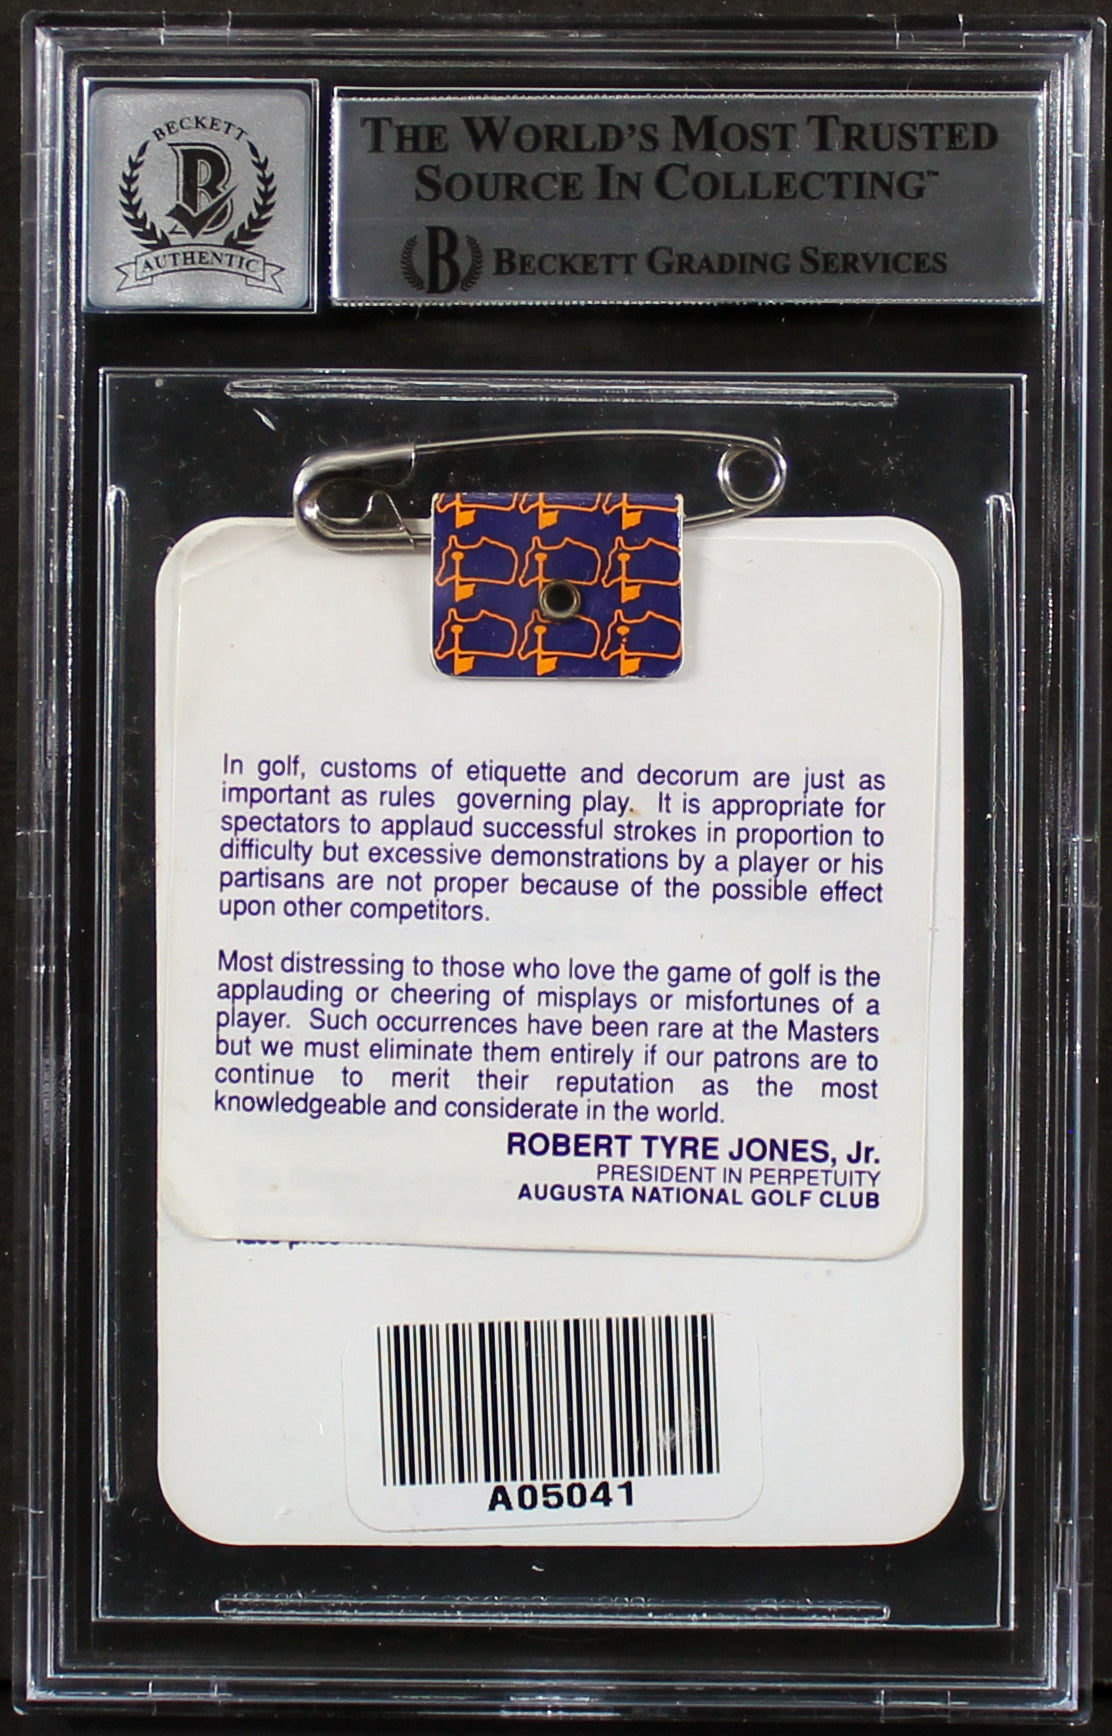 BECKETT
B
AUTHENTIC
THE WORLD'S MOST TRUSTED
SOURCE IN COLLECTING™
B BECKETT GRADING SERVICES
In golf, customs of etiquette and decorum are just as
important as rules governing play. It is appropriate for
spectators to applaud successful strokes in proportion to
difficulty but excessive demonstrations by a player or his
partisans are not proper because of the possible effect
upon other competitors.
Most distressing to those who love the game of golf is the
applauding or cheering of misplays or misfortunes of a
player. Such occurrences have been rare at the Masters
but we must eliminate them entirely if our patrons are to
continue to merit their reputation as the most
knowledgeable and considerate in the world.
ROBERT TYRE JONES, Jr.
PRESIDENT IN PERPETUITY
AUGUSTA NATIONAL GOLF CLUB
A05041